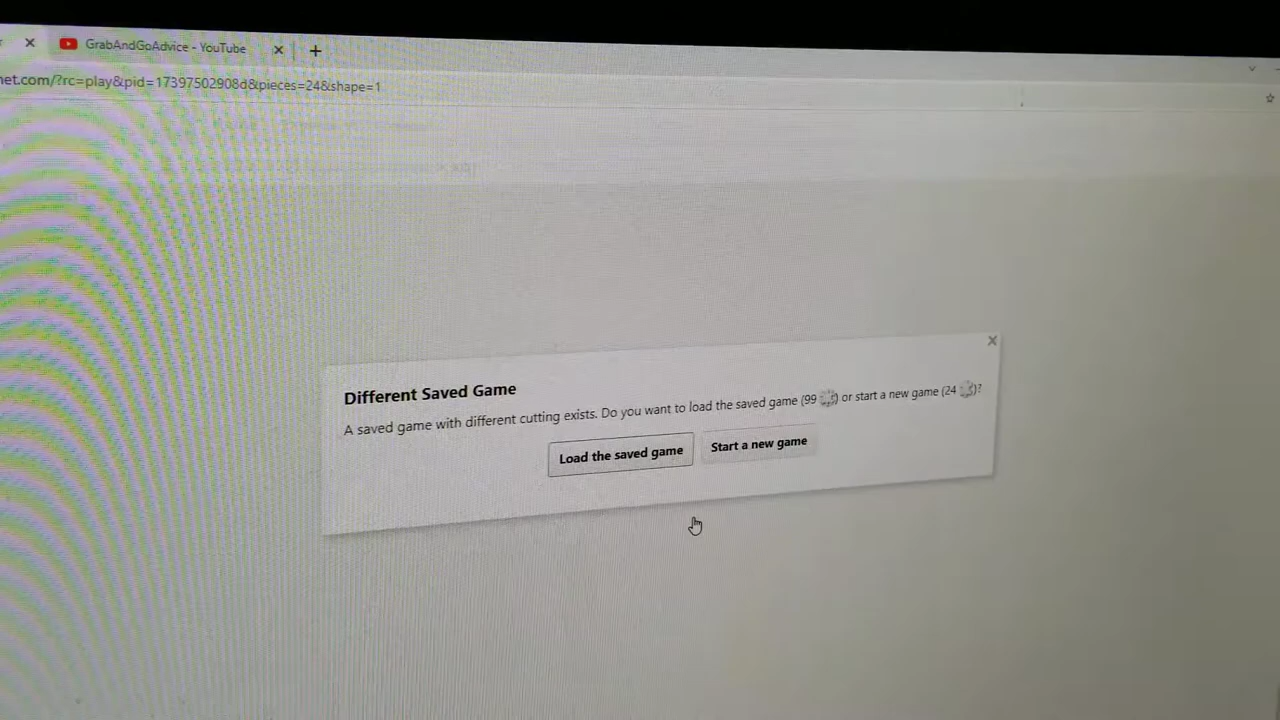 GrabAndGoAdvice - YouTube
net.com/?rc=play&pid=17397502908d&pieces=24&shape=1
Different Saved Game
A saved game with different cutting exists. Do you want to load the saved game (99 ) or start a new game (24 )?
Load the saved game
Start a new game